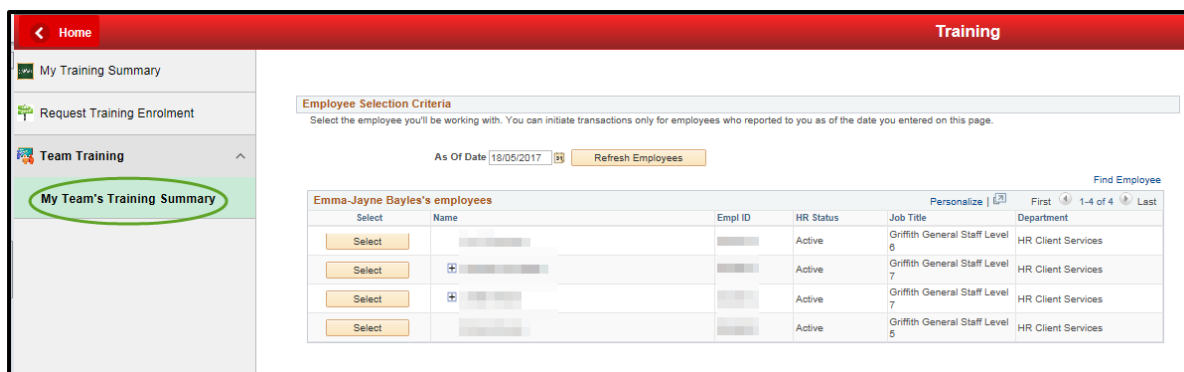 Home
Training
My Training Summary
Request Training Enrolment
Team Training
My Team's Training Summary
Employee Selection Criteria
Select the employee you'll be working with. You can initiate transactions only for employees who reported to you as of the date you entered on this page.
As Of Date 18/05/2017 Refresh Employees
Find Employee
Emma-Jayne Bayles's employees Personalize | First 1-4 of 4 Last
Select Name Empl ID HR Status Job Title Department
Select Active Griffith General Staff Level 6 HR Client Services
Select Active Griffith General Staff Level 7 HR Client Services
Select Active Griffith General Staff Level 7 HR Client Services
Select Active Griffith General Staff Level 5 HR Client Services